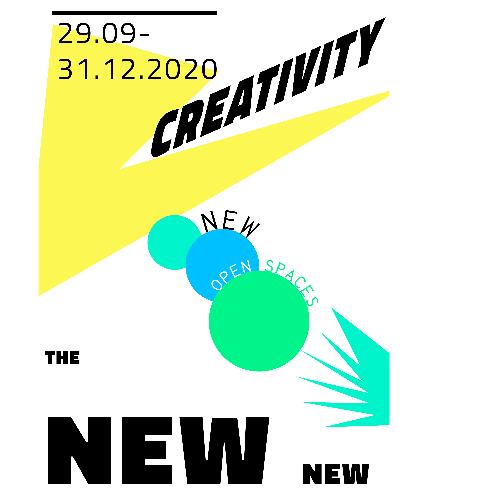 29.09-
31.12.2020
CREATIVITY
NEW
OPEN SPACES
THE
NEW
NEW